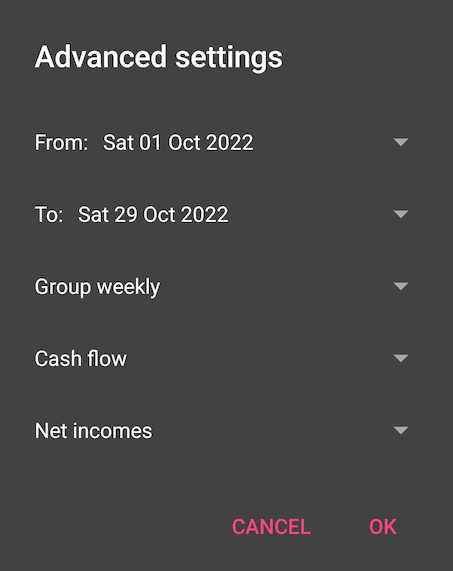 Advanced settings
From: Sat 01 Oct 2022
To: Sat 29 Oct 2022
Group weekly
Cash flow
Net incomes
CANCEL OK